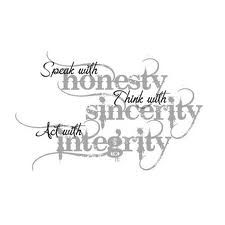 Speak with
honesty
Think with
sincerity
Act with
integrity